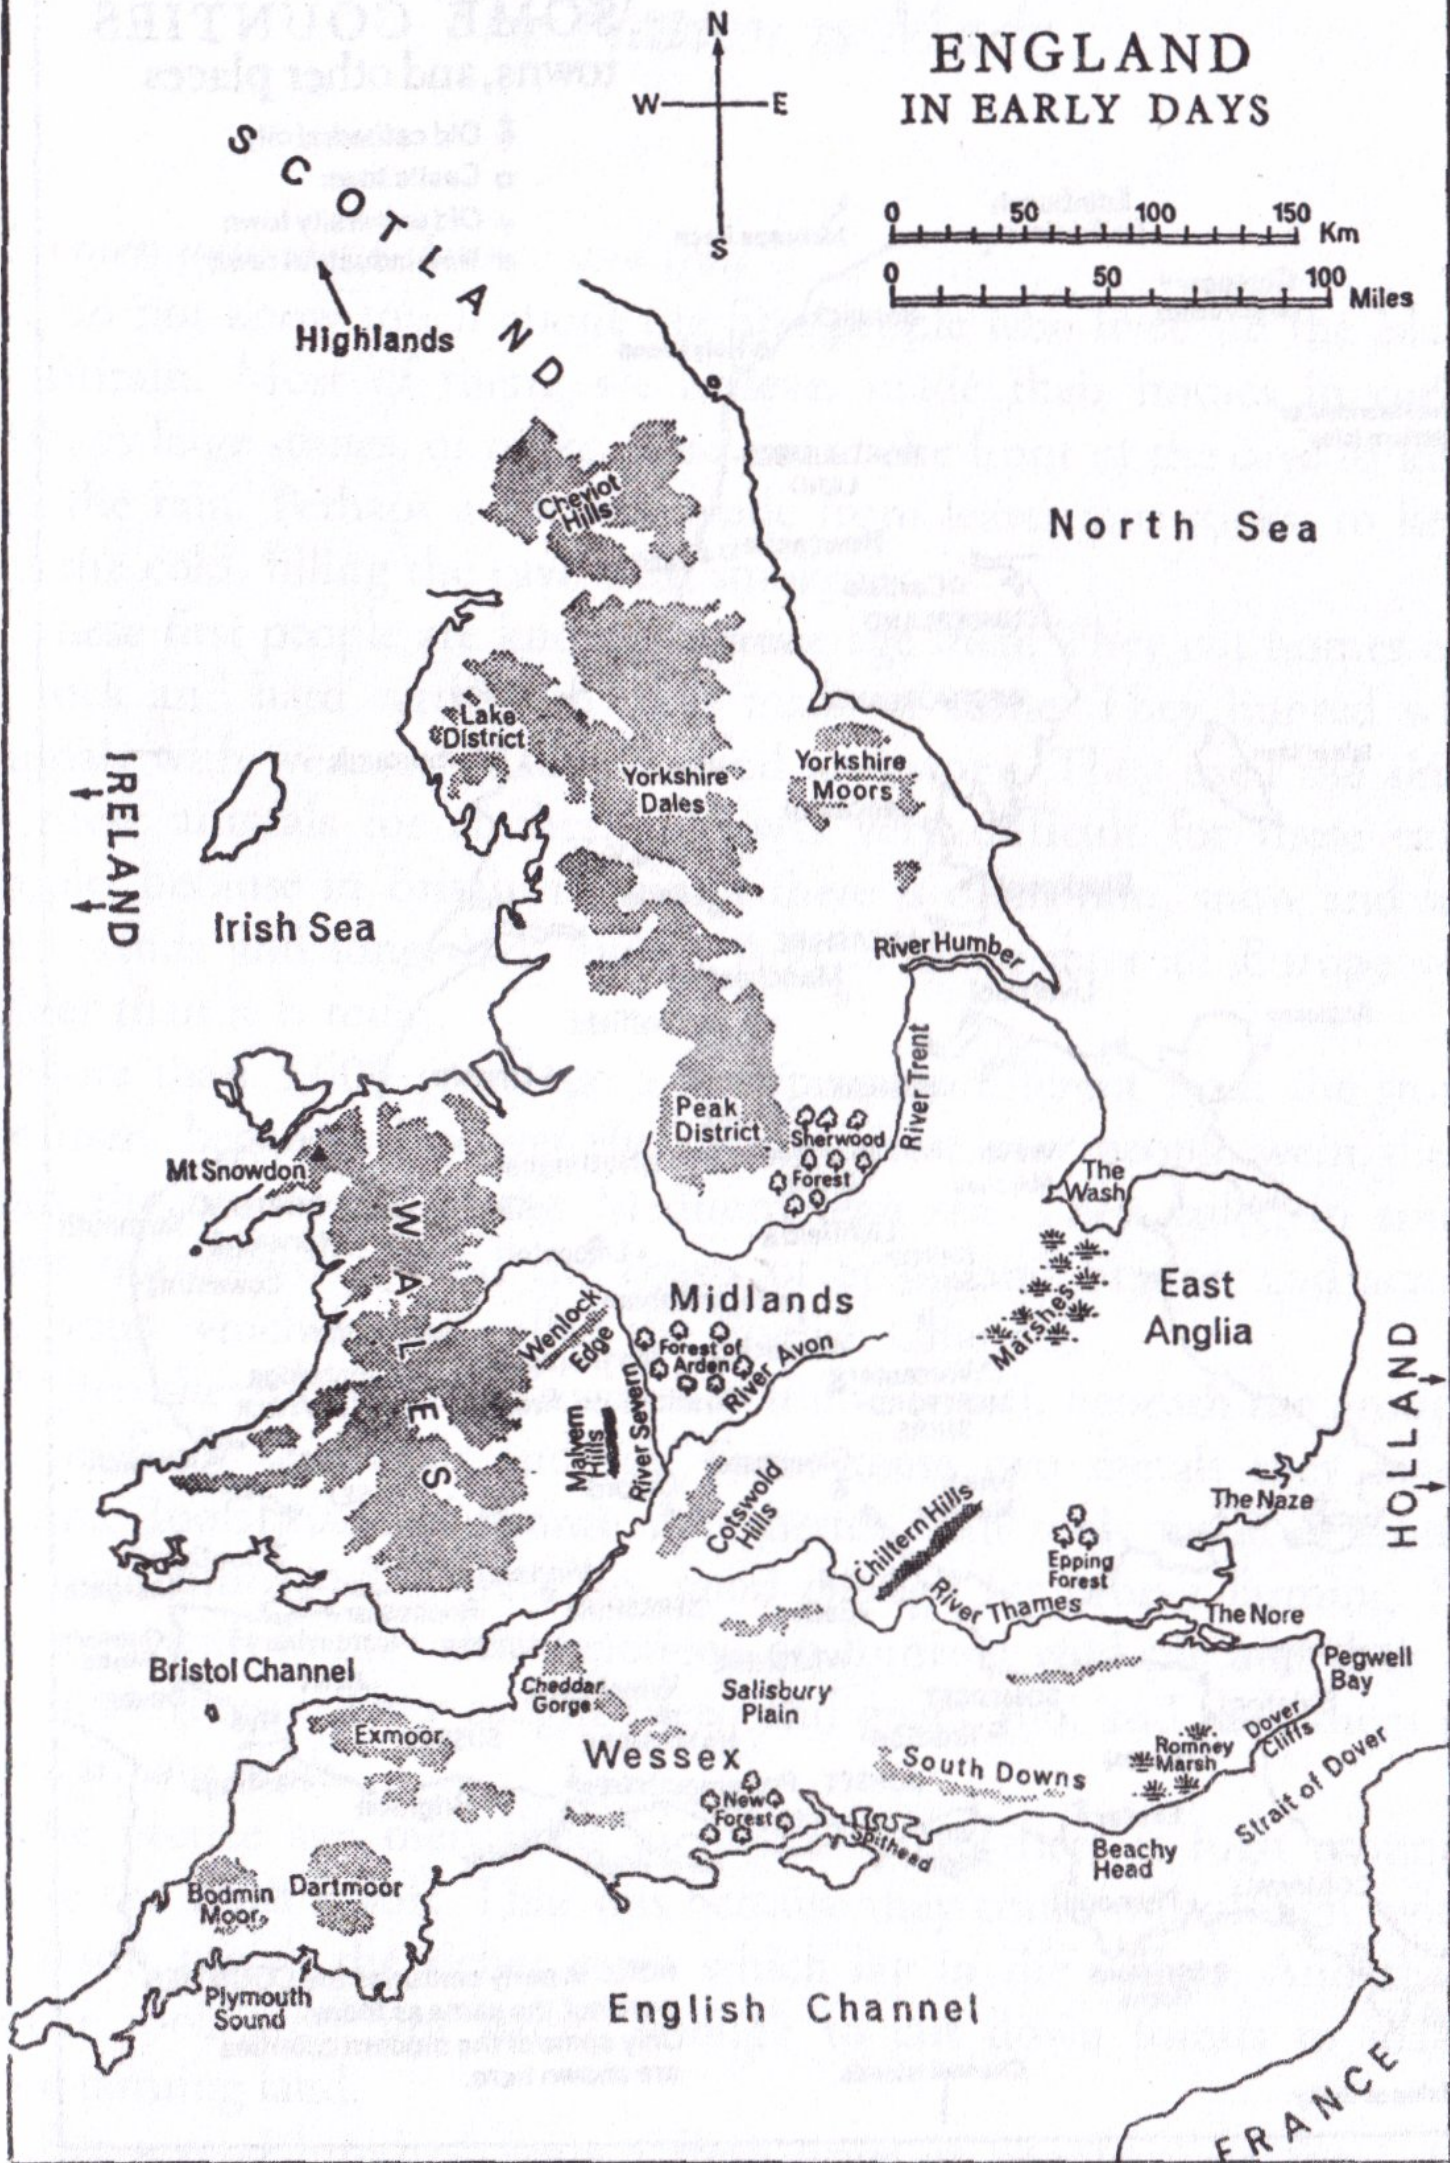 N
W
E
S
ENGLAND
IN EARLY DAYS
0 50 100 150
Km
0 50 100
Miles
SCOTLAND
Highlands
Cheviot
Hills
North Sea
Lake
District
Yorkshire
Dales
Yorkshire
Moors
IRELAND
Irish Sea
River Humber
River Trent
Peak
District
Sherwood
Forest
Mt Snowdon
The
Wash
WALES
Midlands
Marshes
East
Anglia
Wenlock
Edge
Forest of
Arden
River Avon
HOLLAND
Malvern
Hills
River Severn
Cotswold
Hills
Chiltern Hills
The Naze
Epping
Forest
River Thames
The Nore
Bristol Channel
Cheddar
Gorge
Salisbury
Plain
Pegwell
Bay
Exmoor
Wessex
South Downs
Romney
Marsh
Dover
Cliffs
Strait of Dover
New
Forest
Spithead
Beachy
Head
Bodmin
Moor
Dartmoor
Plymouth
Sound
English Channel
FRANCE